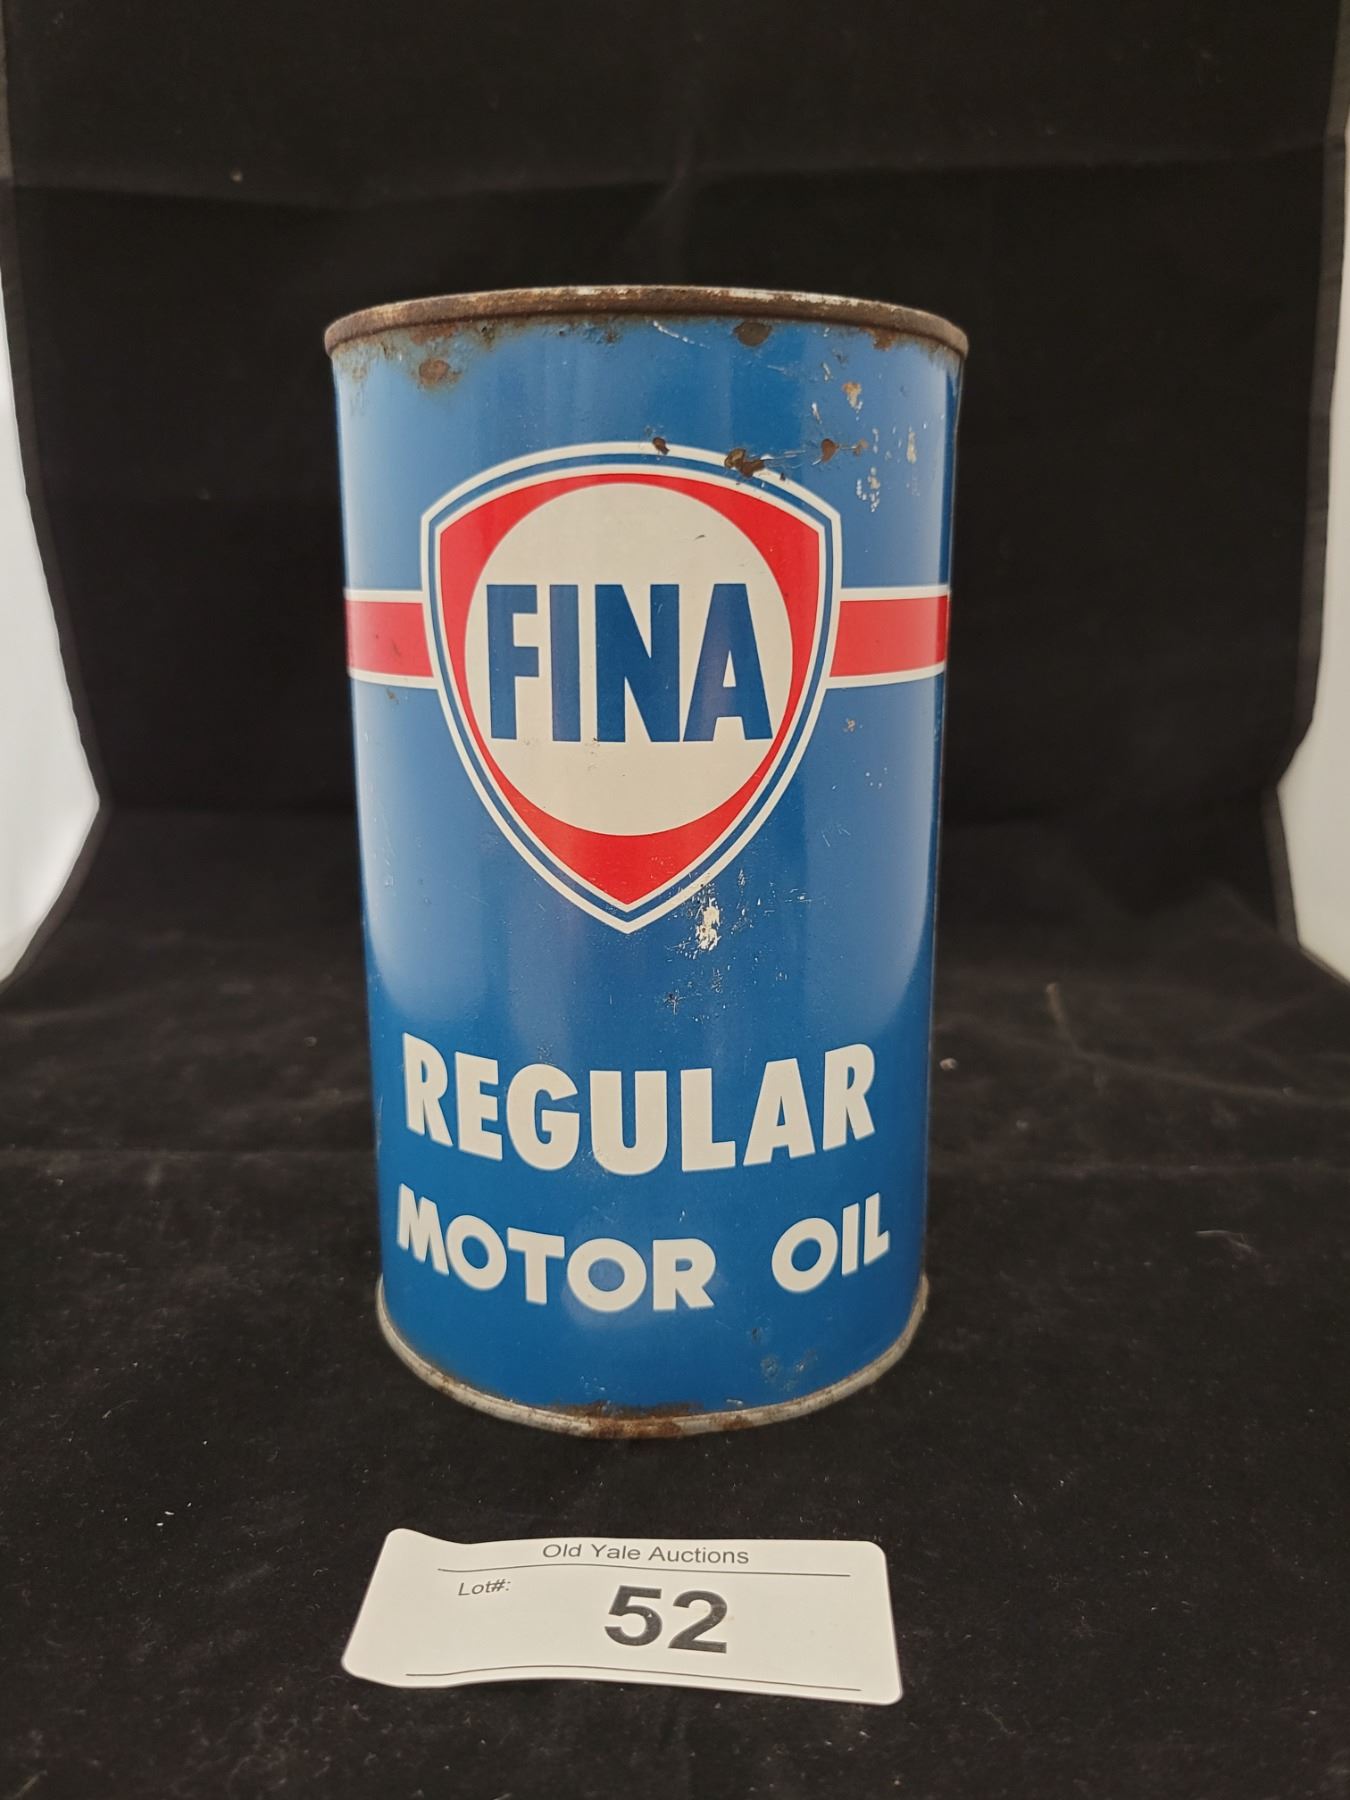 FINA
REGULAR
MOTOR OIL
Old Yale Auctions
Lot#:
52